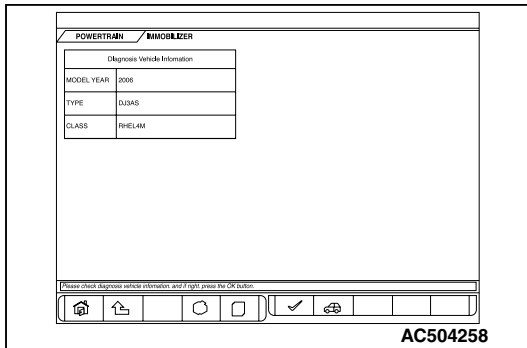 POWERTRAIN IMMOBILIZER
Diagnosis Vehicle Infomation
MODEL YEAR 2006
TYPE DJ3AS
CLASS RHEL4M
Please check diagnosis vehicle infomation, and if right, press the OK button.
AC504258